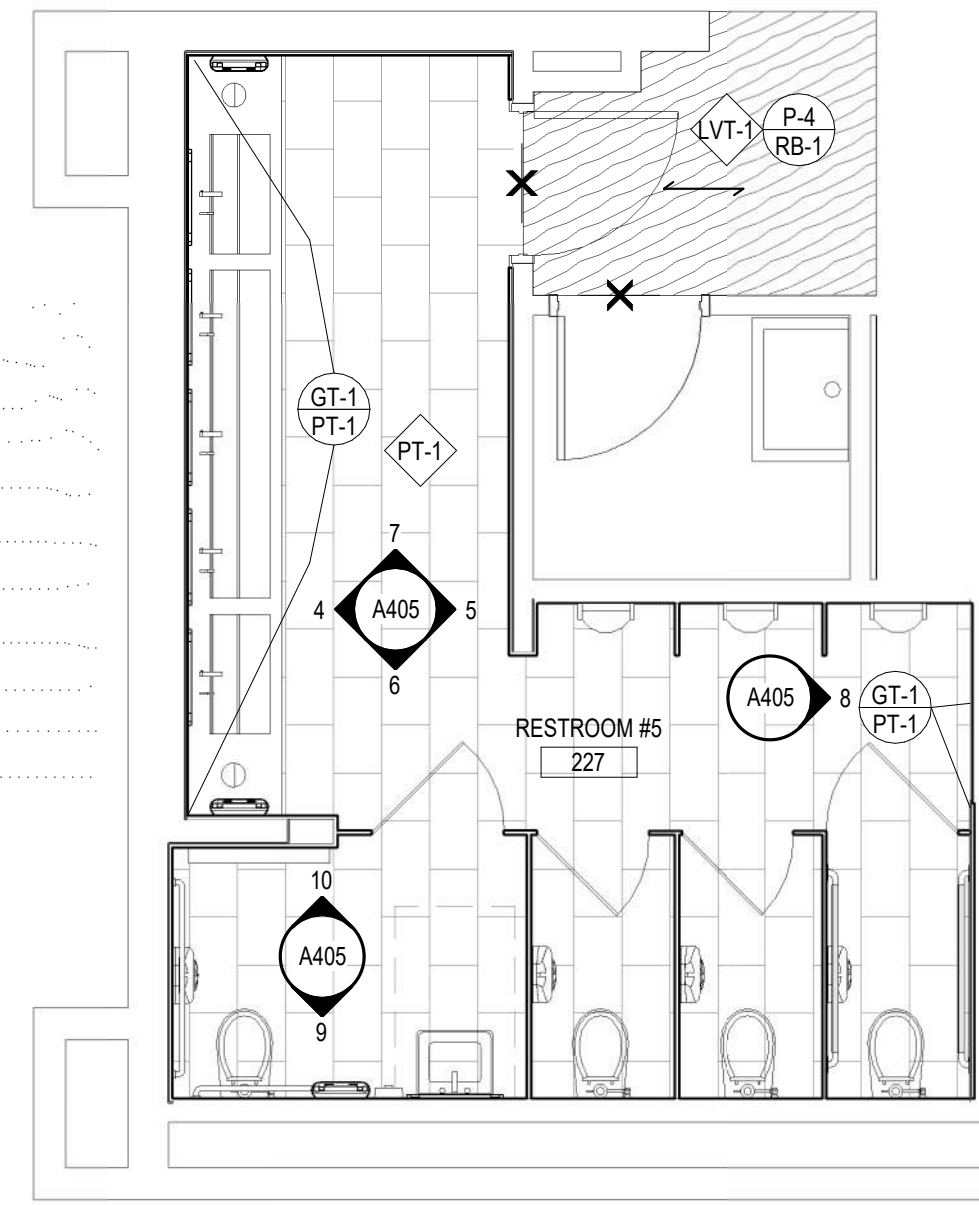 LVT-1
P-4
RB-1
GT-1
PT-1
PT-1
7
4 A405 5
6
A405 8
GT-1
PT-1
RESTROOM #5
227
10
A405
9